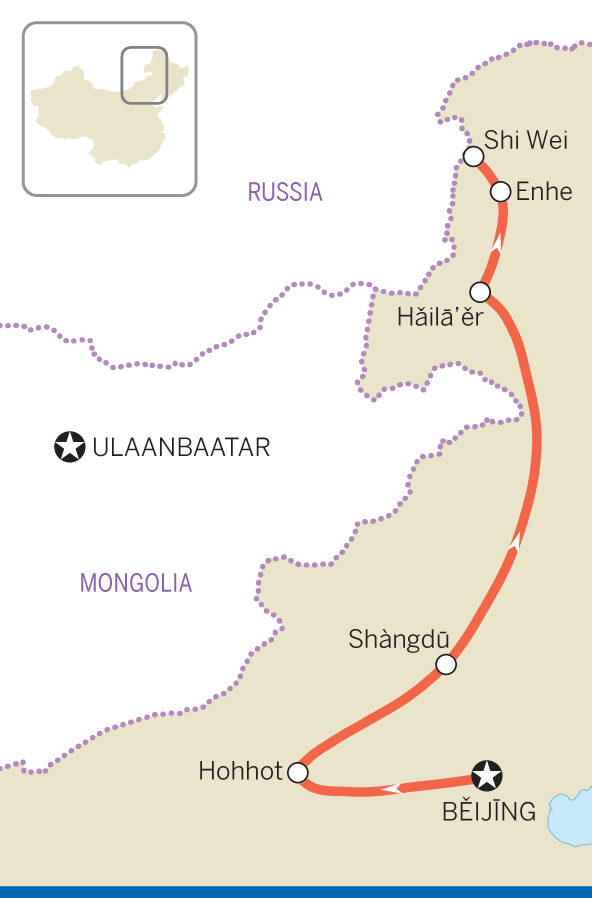 Shi Wei
RUSSIA
Enhe
Hǎilā’ěr
ULAANBAATAR
MONGOLIA
Shàngdū
Hohhot
BĚIJĪNG